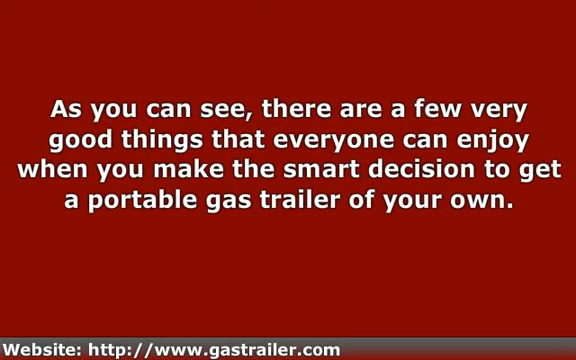 As you can see, there are a few very
good things that everyone can enjoy
when you make the smart decision to get
a portable gas trailer of your own.
Website: http://www.gastrailer.com